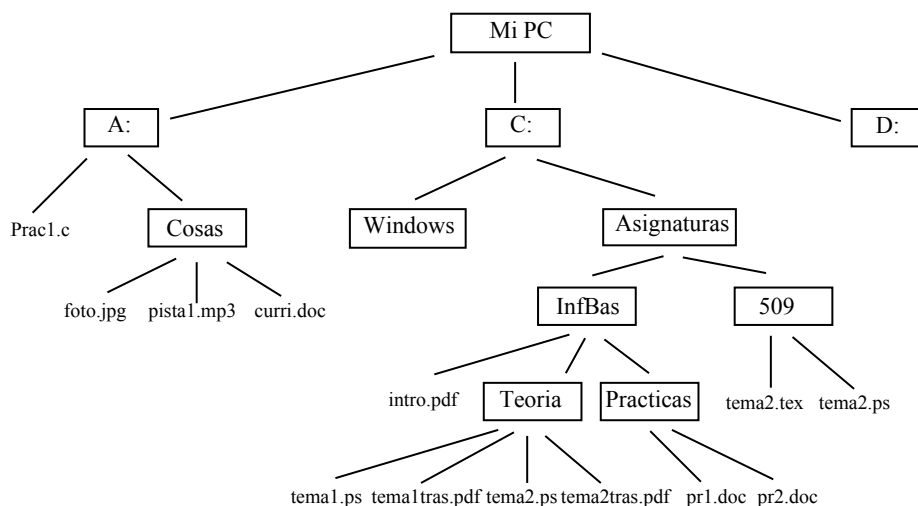 Mi PC
A:
C:
D:
Prac1.c
Cosas
Windows
Asignaturas
foto.jpg
pista1.mp3
curri.doc
InfBas
509
intro.pdf
Teoria
Practicas
tema2.tex
tema2.ps
tema1.ps
tema1tras.pdf
tema2.ps
tema2tras.pdf
pr1.doc
pr2.doc